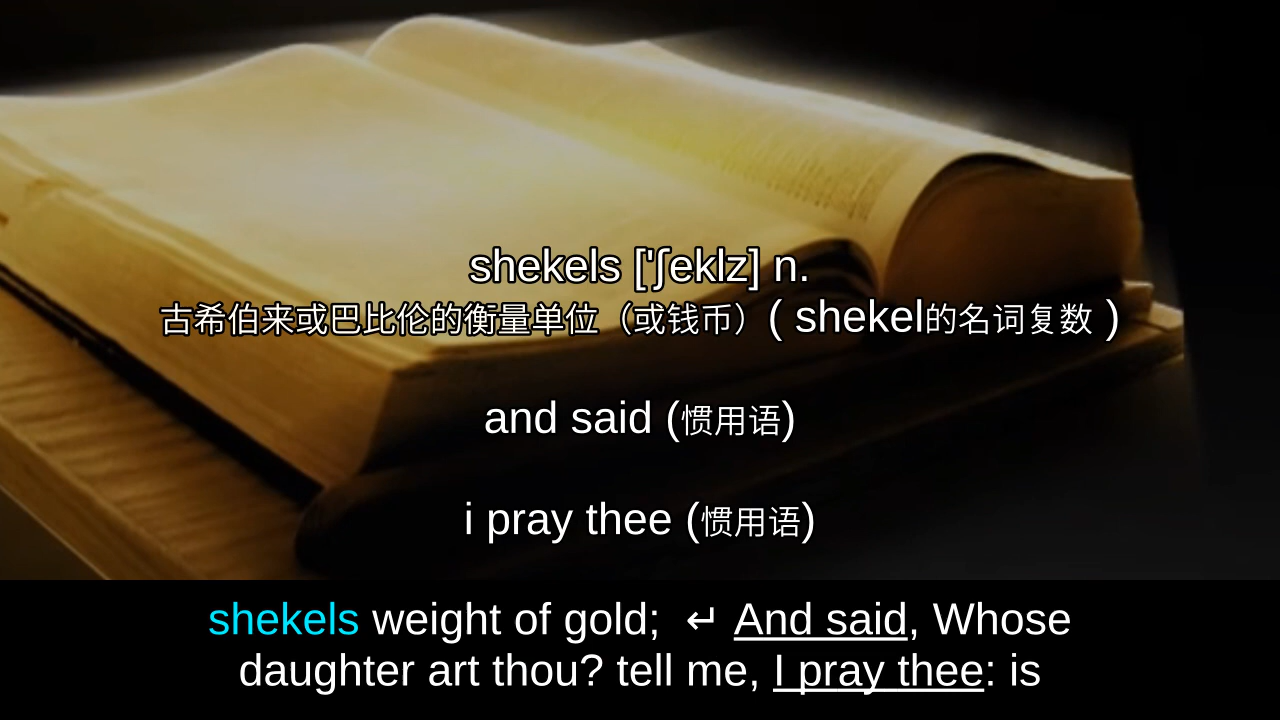 shekels ['ʃeklz] n.
古希伯来或巴比伦的衡量单位（或钱币）( shekel的名词复数 )
and said (惯用语)
i pray thee (惯用语)
shekels weight of gold;  ↵ And said, Whose
daughter art thou? tell me, I pray thee: is